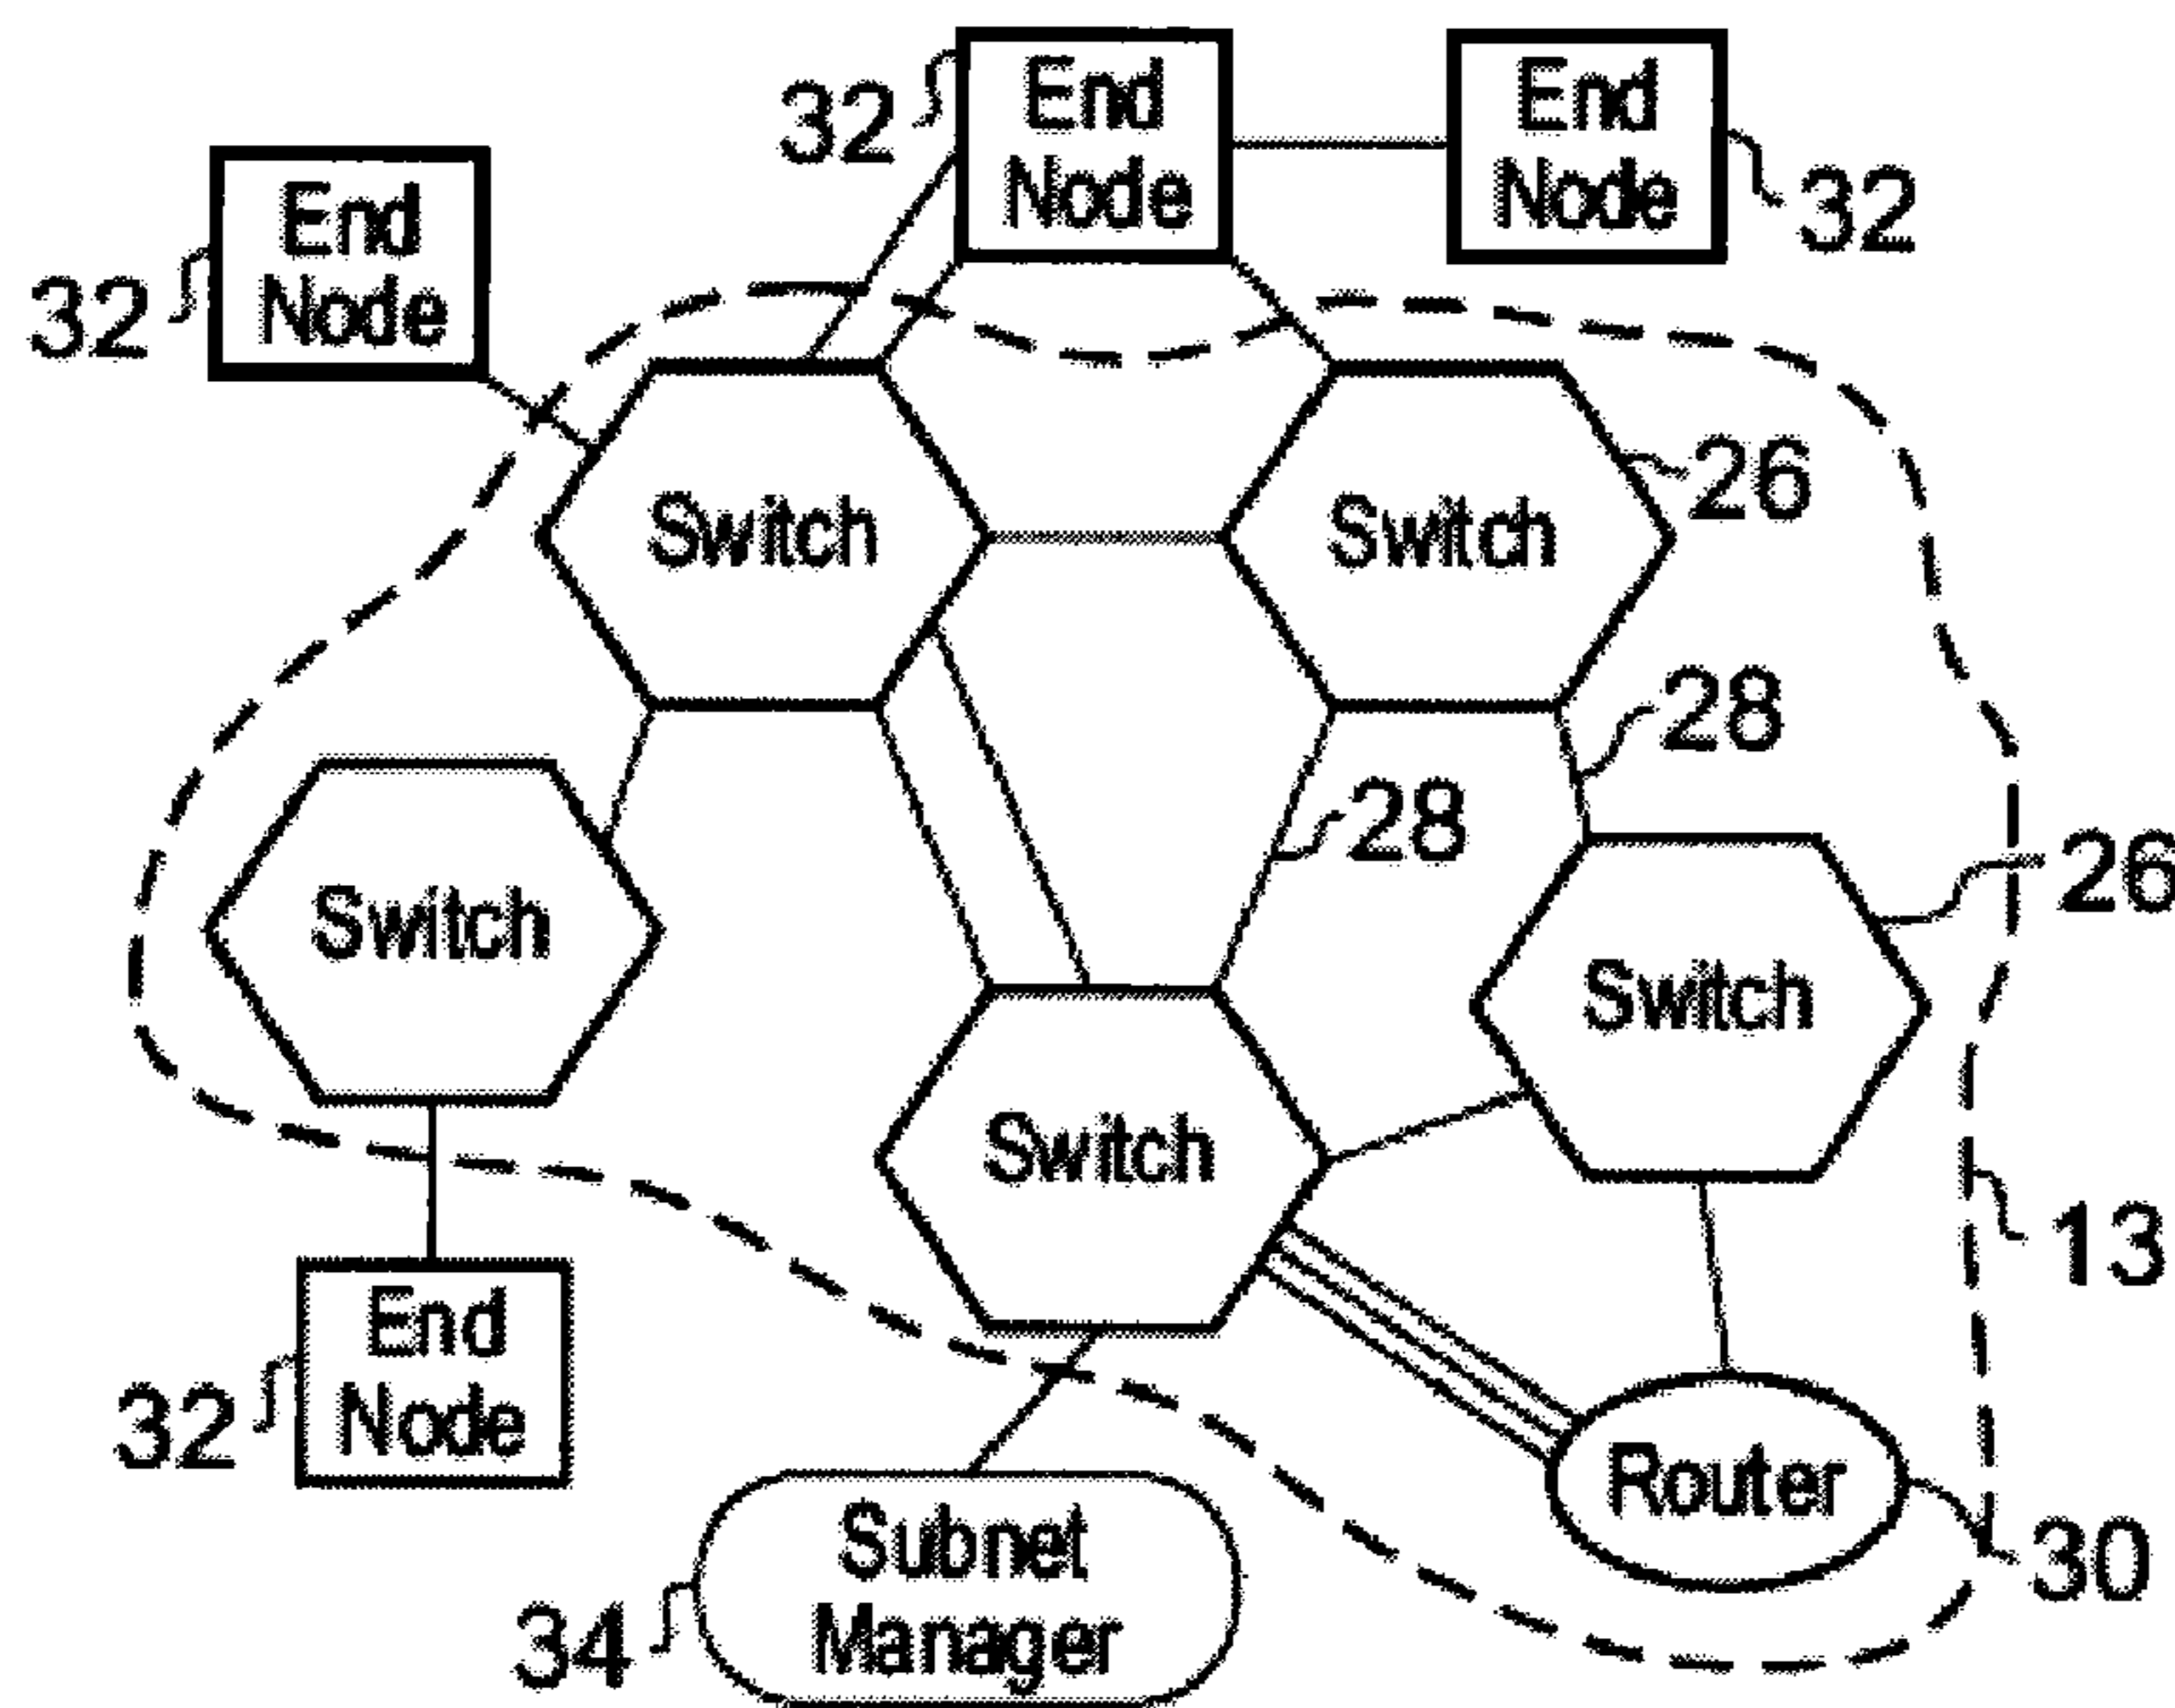 32
End
Node
End
Node
32
32
End
Node
Switch
Switch
26
28
28
26
Switch
Switch
Switch
13
32
End
Node
Router
30
34
Subnet
Manager